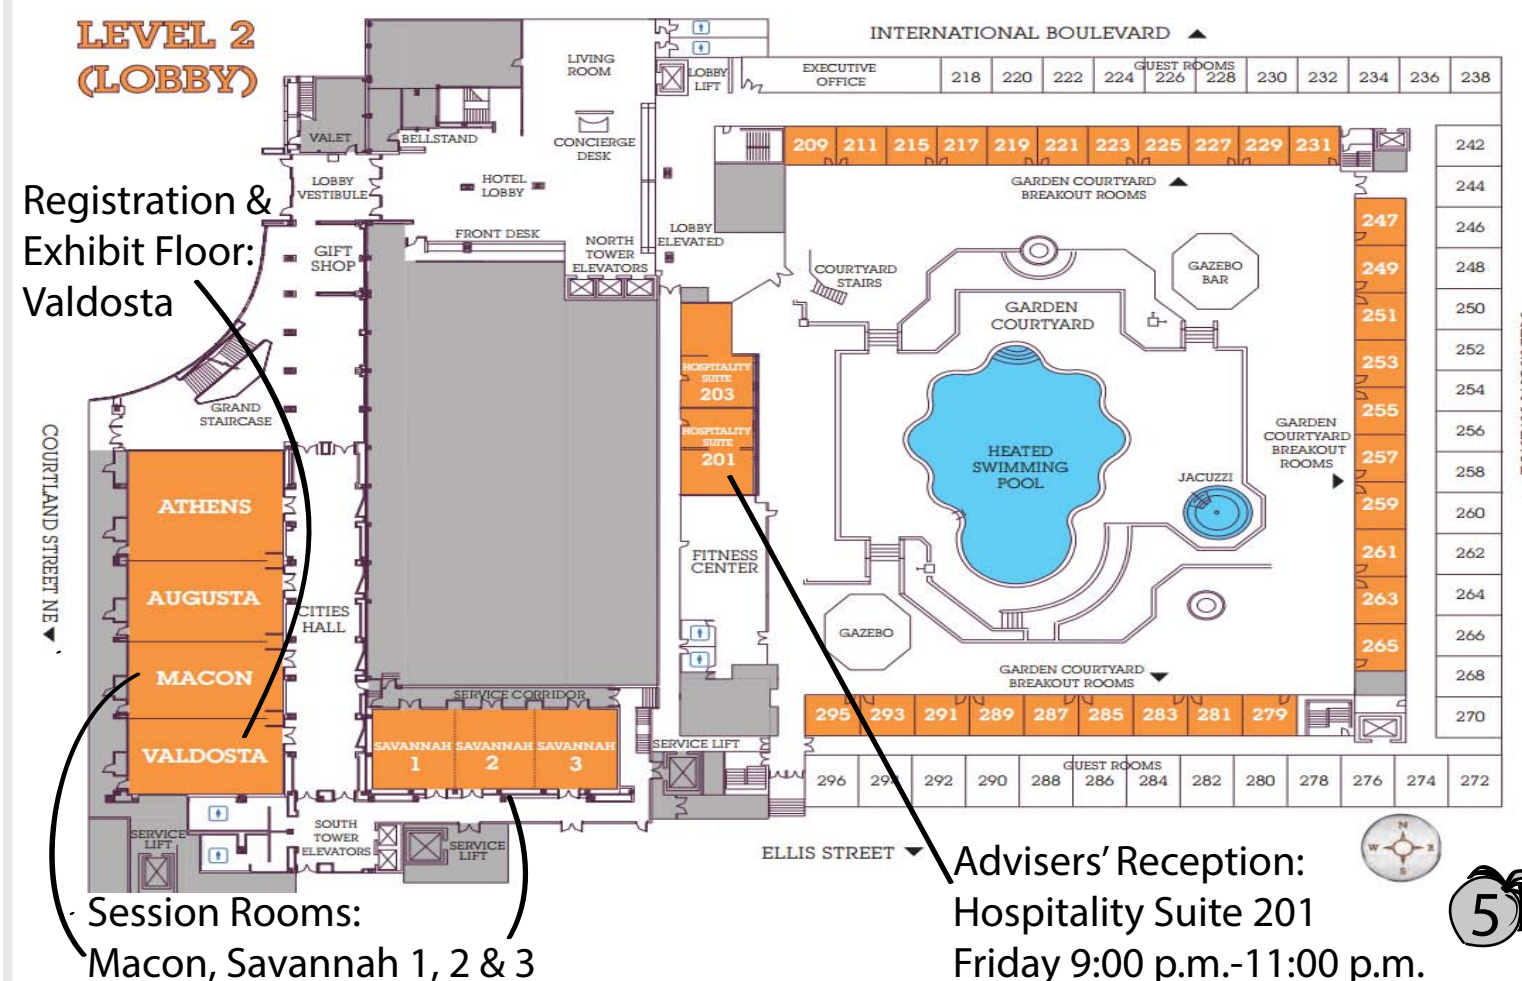 LEVEL 2
(LOBBY)
INTERNATIONAL BOULEVARD
LIVING
ROOM
LOBBY
LIFT
EXECUTIVE
OFFICE
GUEST ROOMS
218 220 222 224 226 228 230 232 234 236 238
VALET
BELLSTAND
CONCIERGE
DESK
209 211 215 217 219 221 223 225 227 229 231
242
244
246
248
250
252
254
256
258
260
262
264
266
268
270
LOBBY
VESTIBULE
HOTEL
LOBBY
GARDEN COURTYARD
BREAKOUT ROOMS
Registration &
Exhibit Floor:
Valdosta
GIFT
SHOP
FRONT DESK
NORTH
TOWER
ELEVATORS
LOBBY
ELEVATED
COURTYARD
STAIRS
GAZEBO
BAR
GARDEN
COURTYARD
247
249
251
253
255
257
259
261
263
265
HOSPITALITY
SUITE
203
HOSPITALITY
SUITE
201
GRAND
STAIRCASE
COURTLAND STREET NE
HEATED
SWIMMING
POOL
JACUZZI
GARDEN
COURTYARD
BREAKOUT
ROOMS
ATHENS
AUGUSTA
MACON
VALDOSTA
CITIES
HALL
FITNESS
CENTER
GAZEBO
GARDEN COURTYARD
BREAKOUT ROOMS
SERVICE CORRIDOR
SAVANNAH
1
SAVANNAH
2
SAVANNAH
3
SERVICE LIFT
295 293 291 289 287 285 283 281 279
GUEST ROOMS
296 294 292 290 288 286 284 282 280 278 276 274 272
SERVICE
LIFT
SOUTH
TOWER
ELEVATORS
SERVICE
LIFT
ELLIS STREET
N
W E
S
Session Rooms:
Macon, Savannah 1, 2 & 3
Advisers’ Reception:
Hospitality Suite 201
Friday 9:00 p.m.-11:00 p.m.
5